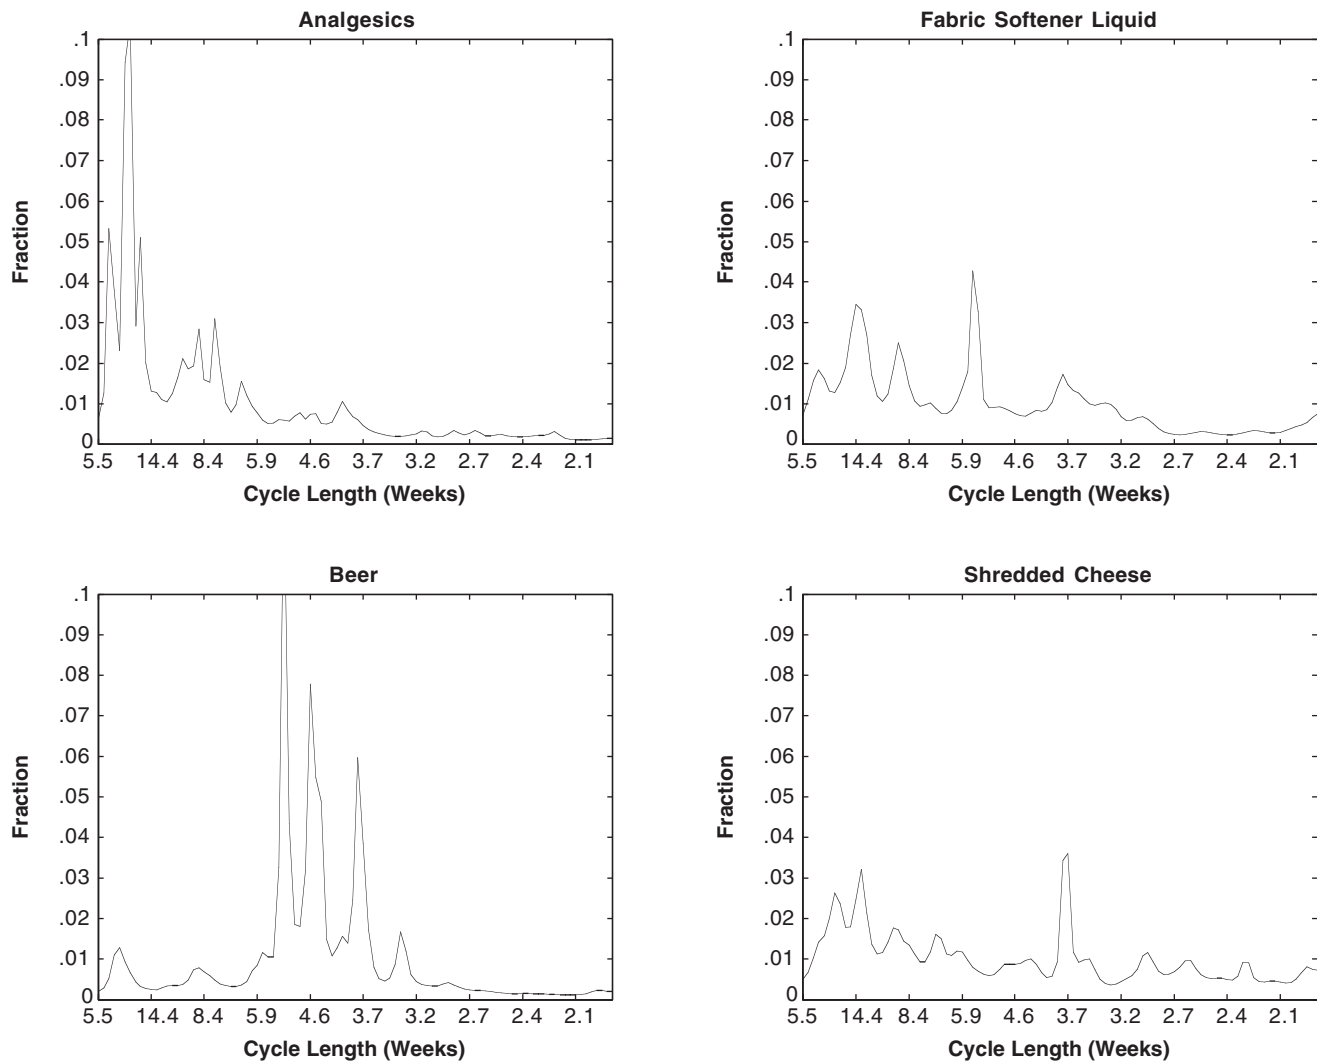 Analgesics
.1
.09
.08
.07
.06
.05
.04
.03
.02
.01
0
Fraction
5.5 14.4 8.4 5.9 4.6 3.7 3.2 2.7 2.4 2.1
Cycle Length (Weeks)
Fabric Softener Liquid
.1
.09
.08
.07
.06
.05
.04
.03
.02
.01
0
Fraction
5.5 14.4 8.4 5.9 4.6 3.7 3.2 2.7 2.4 2.1
Cycle Length (Weeks)
Beer
.1
.09
.08
.07
.06
.05
.04
.03
.02
.01
0
Fraction
5.5 14.4 8.4 5.9 4.6 3.7 3.2 2.7 2.4 2.1
Cycle Length (Weeks)
Shredded Cheese
.1
.09
.08
.07
.06
.05
.04
.03
.02
.01
0
Fraction
5.5 14.4 8.4 5.9 4.6 3.7 3.2 2.7 2.4 2.1
Cycle Length (Weeks)